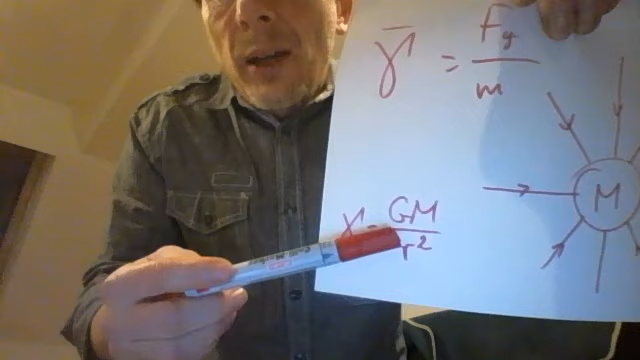 γ⃗ = Fg/m
M
γ = GM/r²